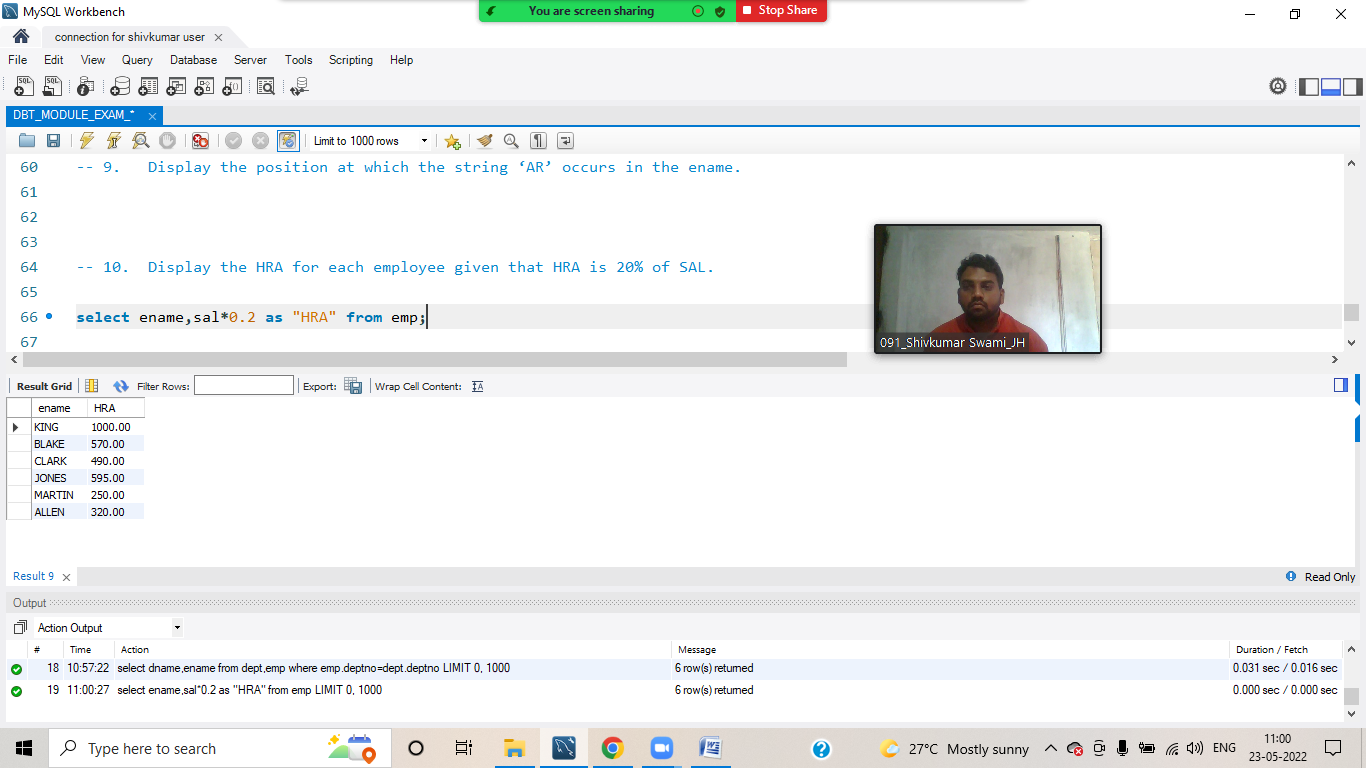 MySQL Workbench
You are screen sharing
Stop Share
connection for shivkumar user
File Edit View Query Database Server Tools Scripting Help
DBT_MODULE_EXAM_*
Limit to 1000 rows
60 -- 9. Display the position at which the string ‘AR’ occurs in the ename.
61
62
63
64 -- 10. Display the HRA for each employee given that HRA is 20% of SAL.
65
66 select ename,sal*0.2 as "HRA" from emp;
67
091_Shivkumar Swami_JH
Result Grid Filter Rows: Export: Wrap Cell Content:
ename HRA
KING 1000.00
BLAKE 570.00
CLARK 490.00
JONES 595.00
MARTIN 250.00
ALLEN 320.00
Result 9 Read Only
Output
Action Output
# Time Action Message Duration / Fetch
18 10:57:22 select dname,ename from dept,emp where emp.deptno=dept.deptno LIMIT 0, 1000 6 row(s) returned 0.031 sec / 0.016 sec
19 11:00:27 select ename,sal*0.2 as "HRA" from emp LIMIT 0, 1000 6 row(s) returned 0.000 sec / 0.000 sec
Type here to search
27°C Mostly sunny
ENG
11:00
23-05-2022